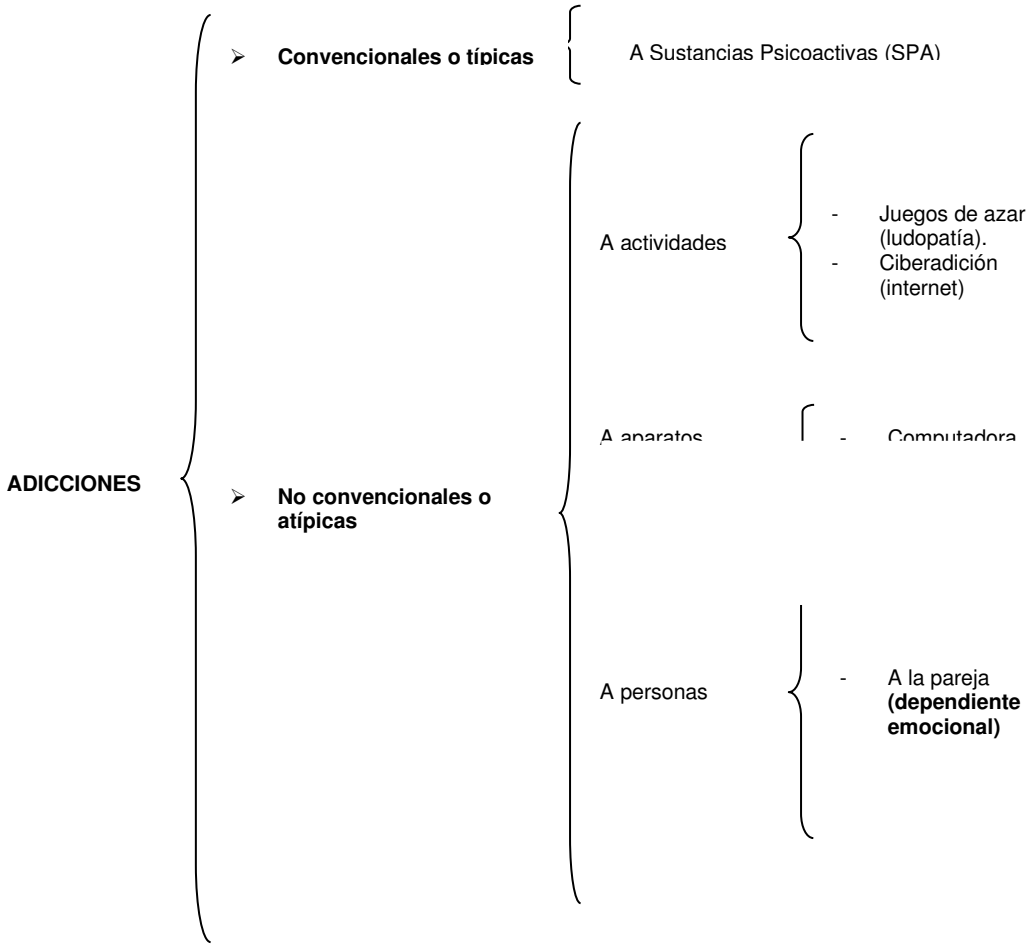 ➢ Convencionales o típicas
A Sustancias Psicoactivas (SPA)
A actividades
- Juegos de azar
(ludopatía).
- Ciberadición
(internet)
A aparatos
- Computadora
ADICCIONES
➢ No convencionales o
atípicas
A personas
- A la pareja
(dependiente
emocional)